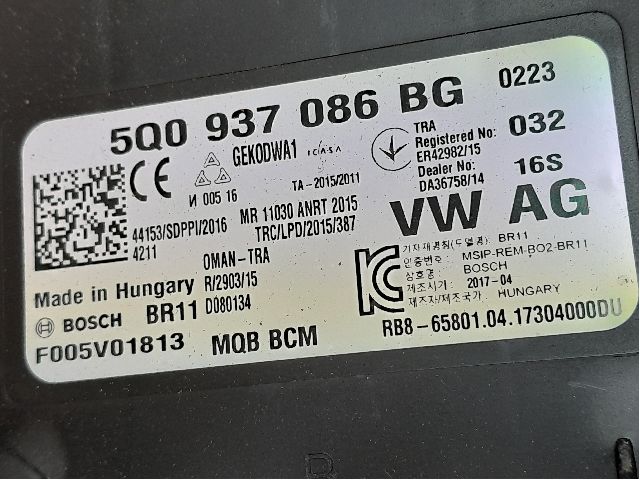 5Q0 937 086 BG 0223
CE
GEKODWA1 ICASA
И 005 16
TA-2015/2011
TRA
Registered No:
ER42982/15
Dealer No:
DA36758/14
032
16S
44153/SDPPI/2016
4211
MR 11030 ANRT 2015
TRC/LPD/2015/387
VW AG
OMAN-TRA
R/2903/15
D080134
Made in Hungary
BOSCH BR11
F005V01813 MQB BCM
기자재명칭(모델명): BR11
인증번호: MSIP-REM-BO2-BR11
상호명: BOSCH
제조시기: 2017-04
제조자/제조국가: HUNGARY
RB8-65801.04.17304000DU